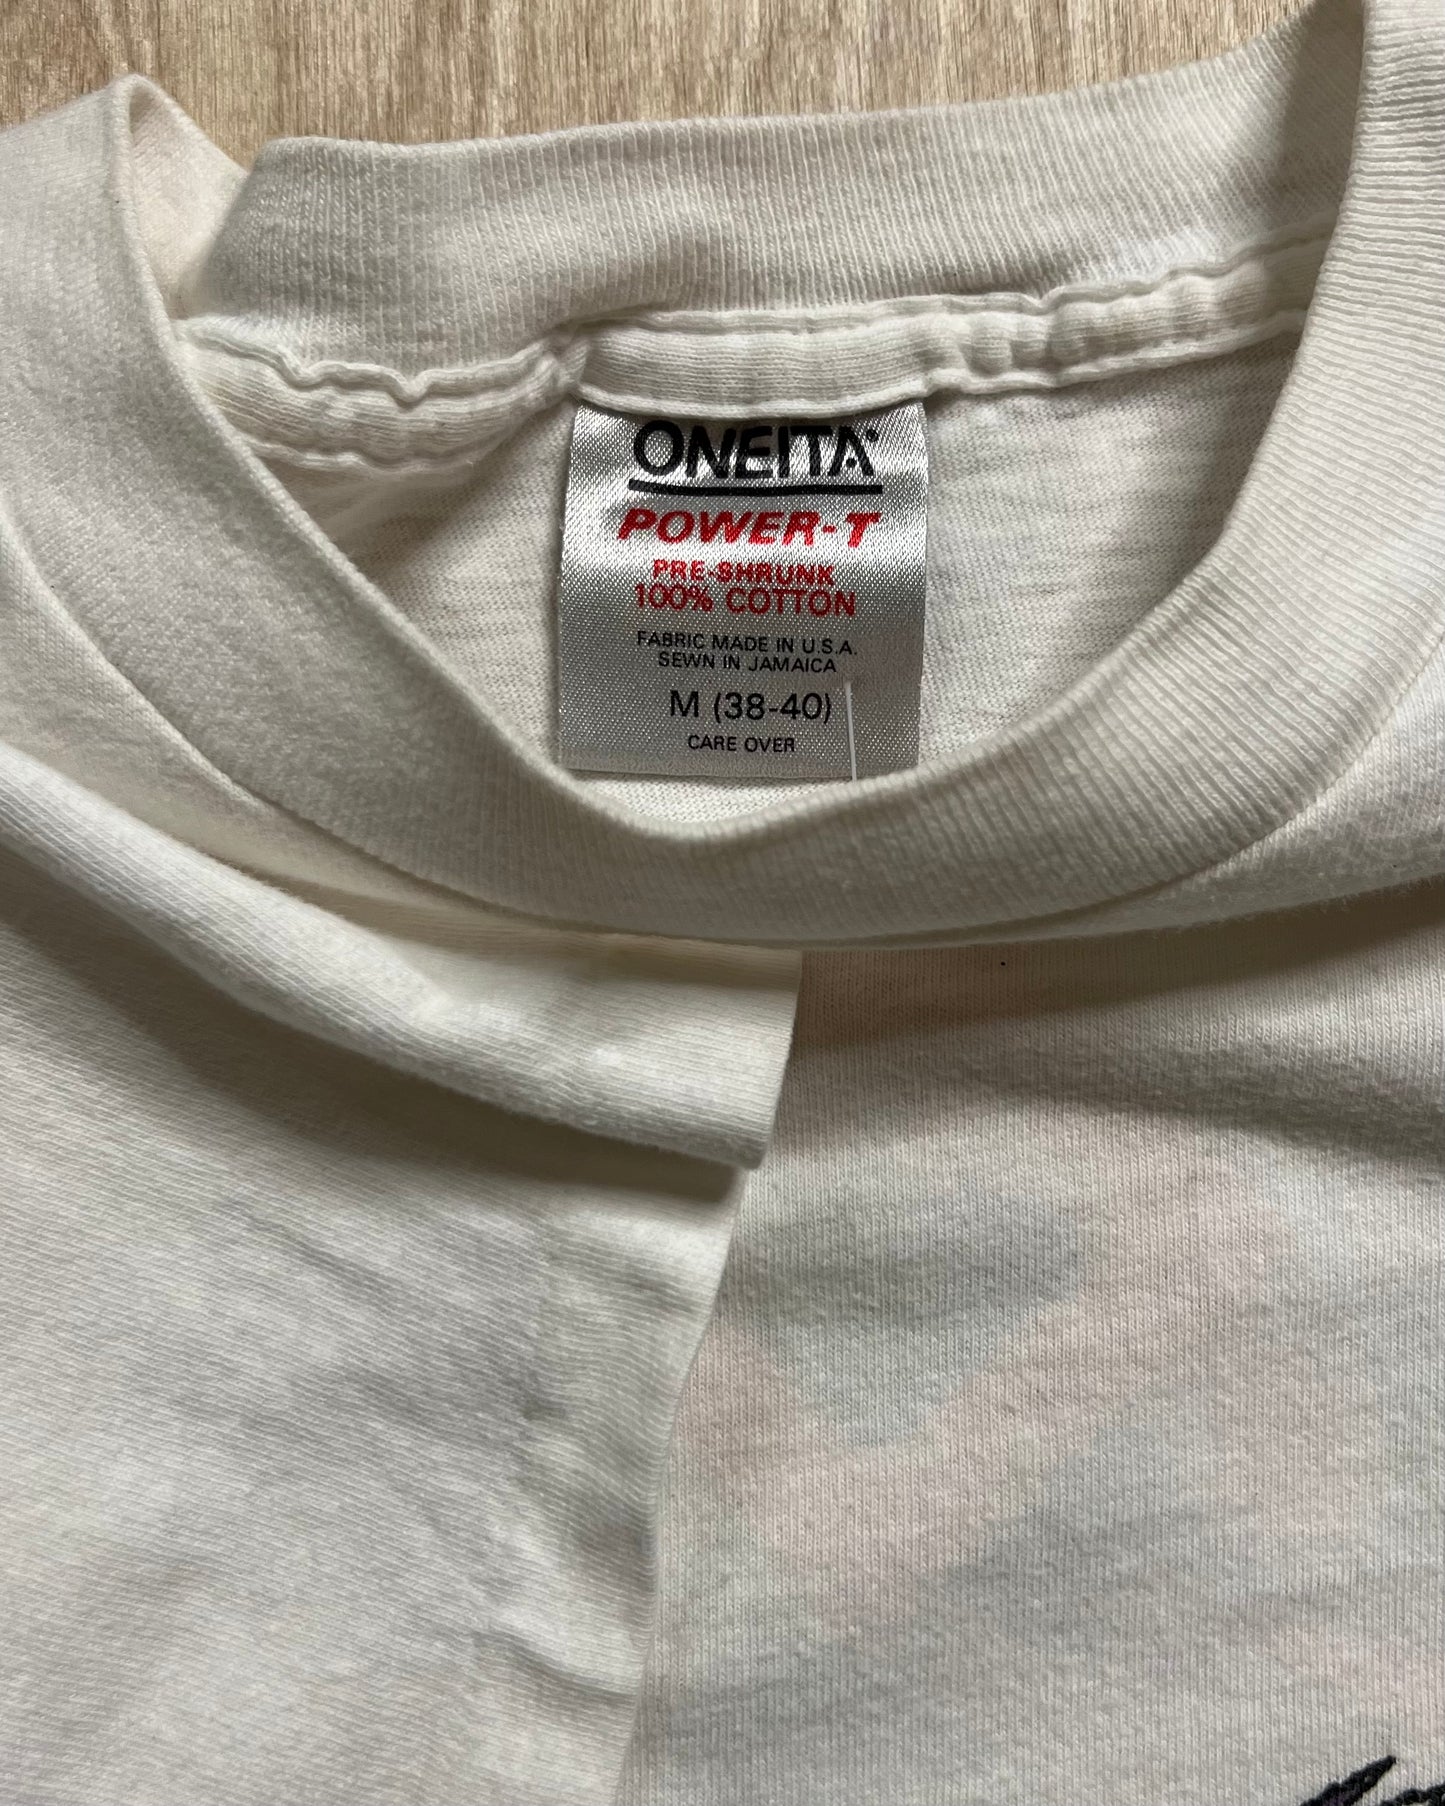 ONEITA
POWER-T
PRE-SHRUNK
100% COTTON
FABRIC MADE IN U.S.A.
SEWN IN JAMAICA
M (38-40)
CARE OVER